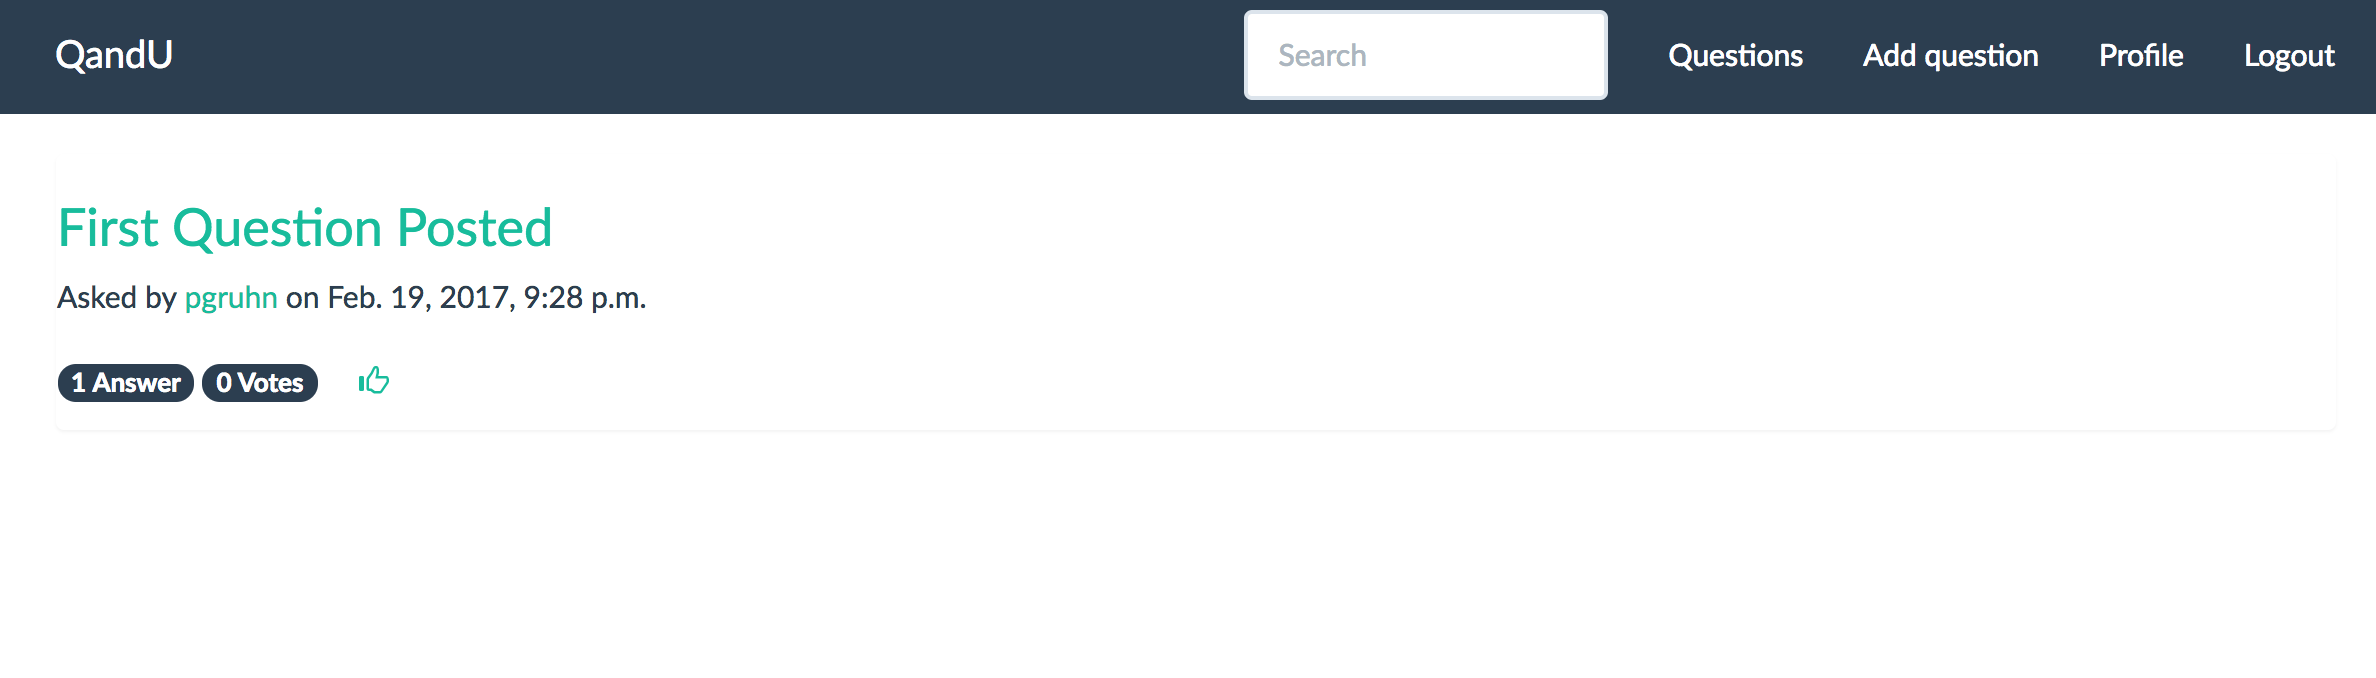 QandU Search Questions Add question Profile Logout
First Question Posted
Asked by pgruhn on Feb. 19, 2017, 9:28 p.m.
1 Answer 0 Votes